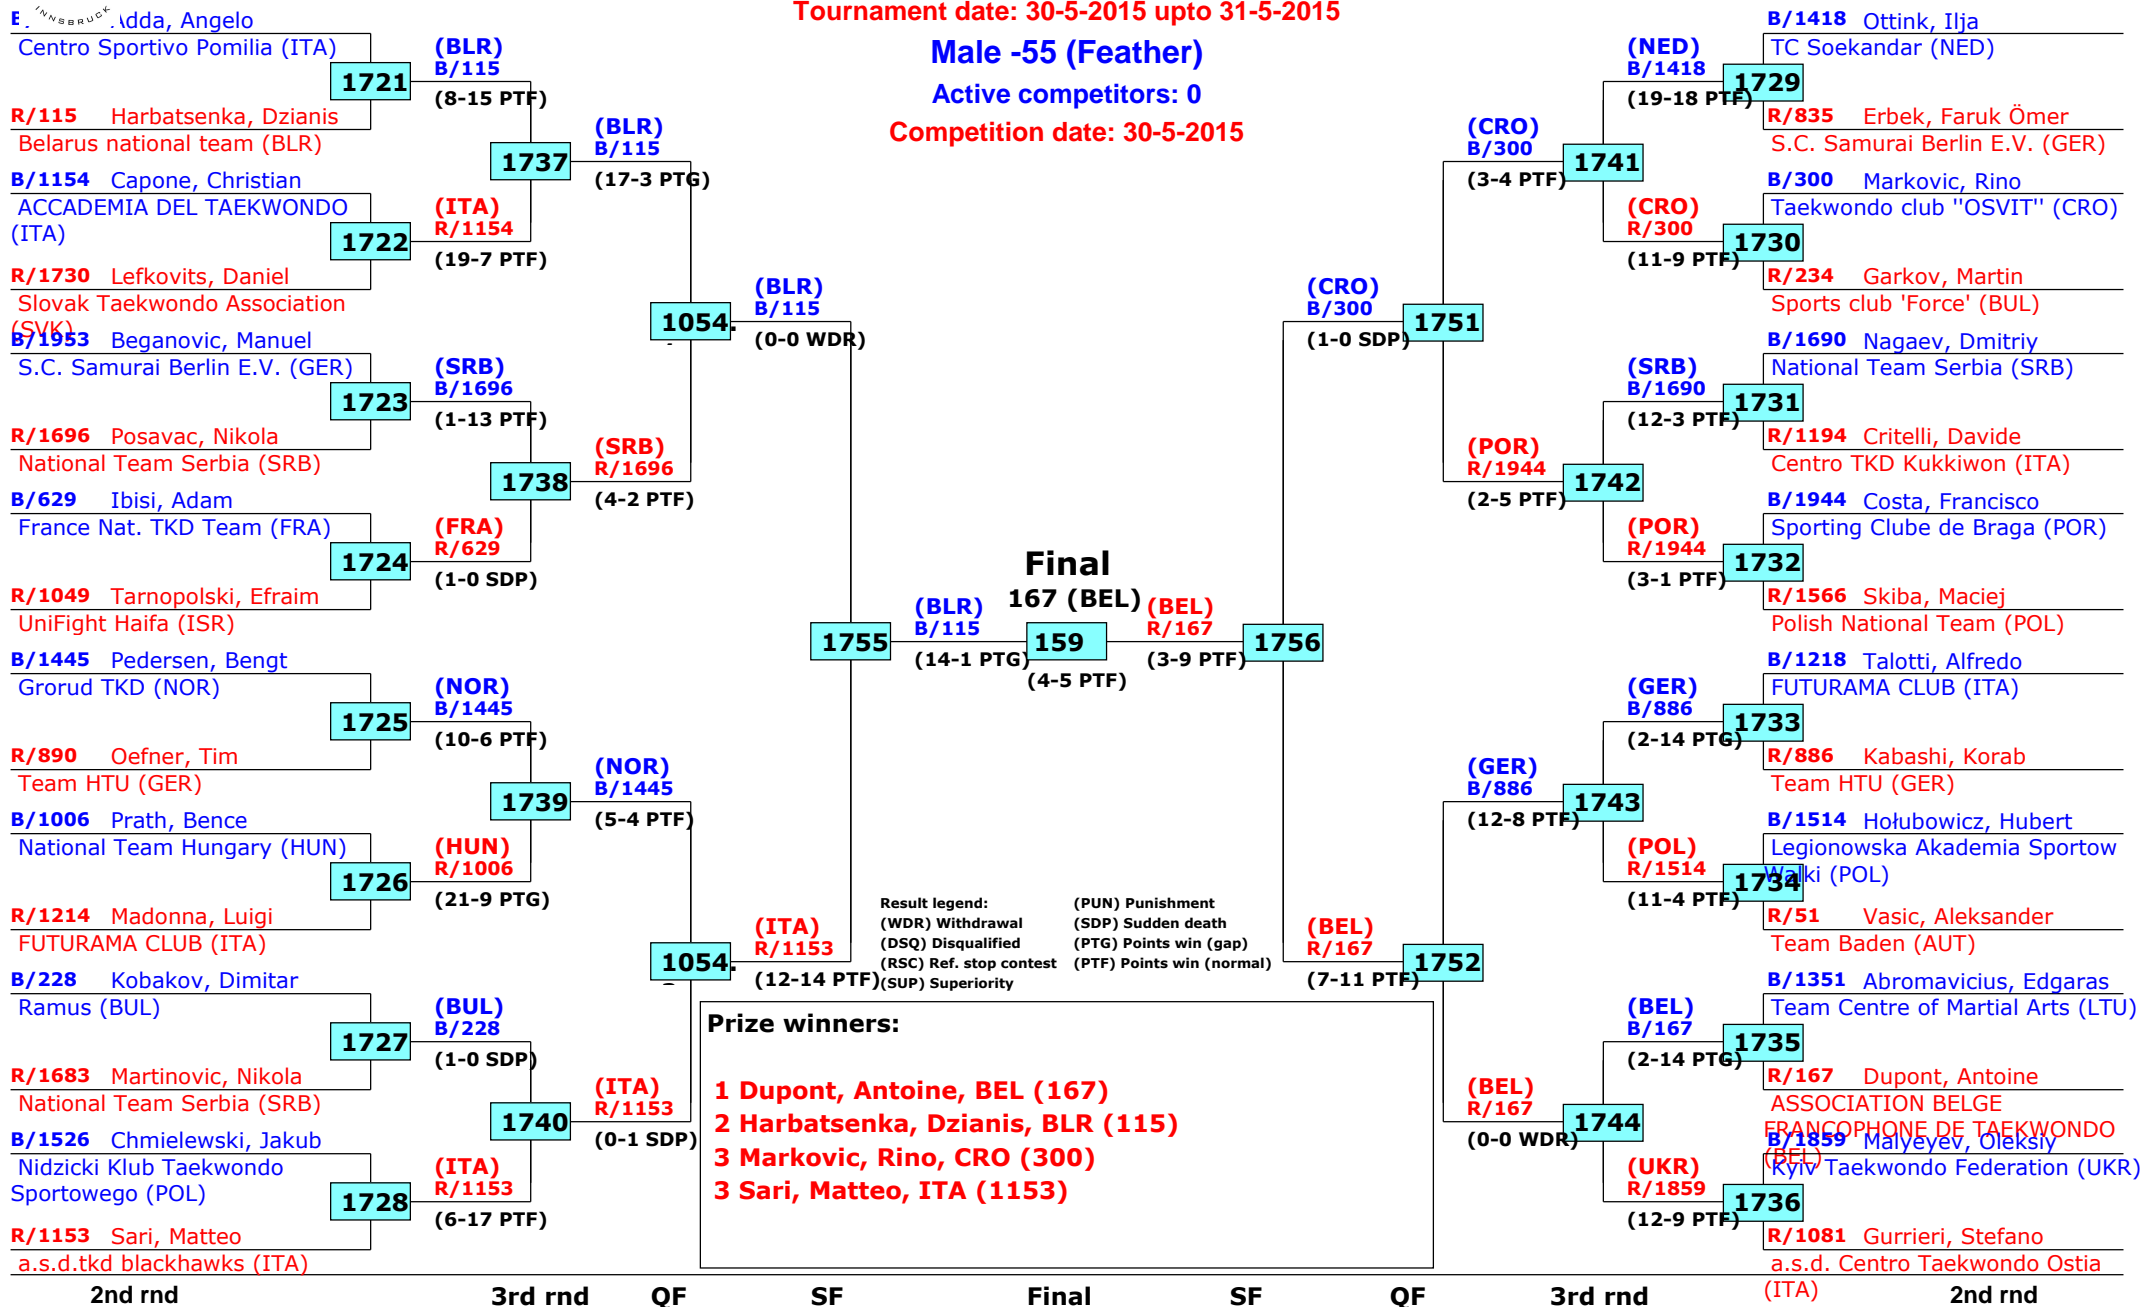 INNSBRUCK
Tournament date: 30-5-2015 upto 31-5-2015
Male -55 (Feather)
Active competitors: 0
Competition date: 30-5-2015
Adda, Angelo
Centro Sportivo Pomilia (ITA)
1721
R/115 Harbatsenka, Dzianis
Belarus national team (BLR)
B/1154 Capone, Christian
ACCADEMIA DEL TAEKWONDO
(ITA)
1722
R/1730 Lefkovits, Daniel
Slovak Taekwondo Association
(SVK)
B/1953 Beganovic, Manuel
S.C. Samurai Berlin E.V. (GER)
1723
R/1696 Posavac, Nikola
National Team Serbia (SRB)
B/629 Ibisi, Adam
France Nat. TKD Team (FRA)
1724
R/1049 Tarnopolski, Efraim
UniFight Haifa (ISR)
B/1445 Pedersen, Bengt
Grorud TKD (NOR)
1725
R/890 Oefner, Tim
Team HTU (GER)
B/1006 Prath, Bence
National Team Hungary (HUN)
1726
R/1214 Madonna, Luigi
FUTURAMA CLUB (ITA)
B/228 Kobakov, Dimitar
Ramus (BUL)
1727
R/1683 Martinovic, Nikola
National Team Serbia (SRB)
B/1526 Chmielewski, Jakub
Nidzicki Klub Taekwondo
Sportowego (POL)
1728
R/1153 Sari, Matteo
a.s.d.tkd blackhawks (ITA)
(BLR)
B/115
(8-15 PTF)
1737
(ITA)
R/1154
(19-7 PTF)
(SRB)
B/1696
(1-13 PTF)
1738
(FRA)
R/629
(1-0 SDP)
(NOR)
B/1445
(10-6 PTF)
1739
(HUN)
R/1006
(21-9 PTG)
(BUL)
B/228
(1-0 SDP)
1740
(ITA)
R/1153
(6-17 PTF)
(BLR)
B/115
(17-3 PTG)
1054.
(SRB)
R/1696
(4-2 PTF)
(NOR)
B/1445
(5-4 PTF)
1054.
(ITA)
R/1153
(0-1 SDP)
(BLR)
B/115
(0-0 WDR)
1755
(ITA)
R/1153
(12-14 PTF)
(BLR)
B/115
(14-1 PTG)
Final
167 (BEL)
159
(4-5 PTF)
(BEL)
R/167
(3-9 PTF)
1756
(CRO)
B/300
(1-0 SDP)
1751
(BEL)
R/167
(7-11 PTF)
1752
(CRO)
B/300
(3-4 PTF)
1741
(POR)
R/1944
(2-5 PTF)
1742
(GER)
B/886
(12-8 PTF)
1743
(BEL)
R/167
(0-0 WDR)
1744
(NED)
B/1418
(19-18 PTF)
1729
(CRO)
R/300
(11-9 PTF)
1730
(SRB)
B/1690
(12-3 PTF)
1731
(POR)
R/1944
(3-1 PTF)
1732
(GER)
B/886
(2-14 PTG)
1733
(POL)
R/1514
(11-4 PTF)
1734
(BEL)
B/167
(2-14 PTG)
1735
(UKR)
R/1859
(12-9 PTF)
1736
B/1418 Ottink, Ilja
TC Soekandar (NED)
R/835 Erbek, Faruk Ömer
S.C. Samurai Berlin E.V. (GER)
B/300 Markovic, Rino
Taekwondo club "OSVIT" (CRO)
R/234 Garkov, Martin
Sports club 'Force' (BUL)
B/1690 Nagaev, Dmitriy
National Team Serbia (SRB)
R/1194 Critelli, Davide
Centro TKD Kukkiwon (ITA)
B/1944 Costa, Francisco
Sporting Clube de Braga (POR)
R/1566 Skiba, Maciej
Polish National Team (POL)
B/1218 Talotti, Alfredo
FUTURAMA CLUB (ITA)
R/886 Kabashi, Korab
Team HTU (GER)
B/1514 Hołubowicz, Hubert
Legionowska Akademia Sportow
Walki (POL)
R/51 Vasic, Aleksander
Team Baden (AUT)
B/1351 Abromavicius, Edgaras
Team Centre of Martial Arts (LTU)
R/167 Dupont, Antoine
ASSOCIATION BELGE
FRANCOPHONE DE TAEKWONDO
(BEL)
B/1859 Malyeyev, Oleksiy
Kyiv Taekwondo Federation (UKR)
R/1081 Gurrieri, Stefano
a.s.d. Centro Taekwondo Ostia
(ITA)
Result legend:
(WDR) Withdrawal
(DSQ) Disqualified
(RSC) Ref. stop contest
(SUP) Superiority
(PUN) Punishment
(SDP) Sudden death
(PTG) Points win (gap)
(PTF) Points win (normal)
Prize winners:
1 Dupont, Antoine, BEL (167)
2 Harbatsenka, Dzianis, BLR (115)
3 Markovic, Rino, CRO (300)
3 Sari, Matteo, ITA (1153)
2nd rnd 3rd rnd QF SF Final SF QF 3rd rnd 2nd rnd